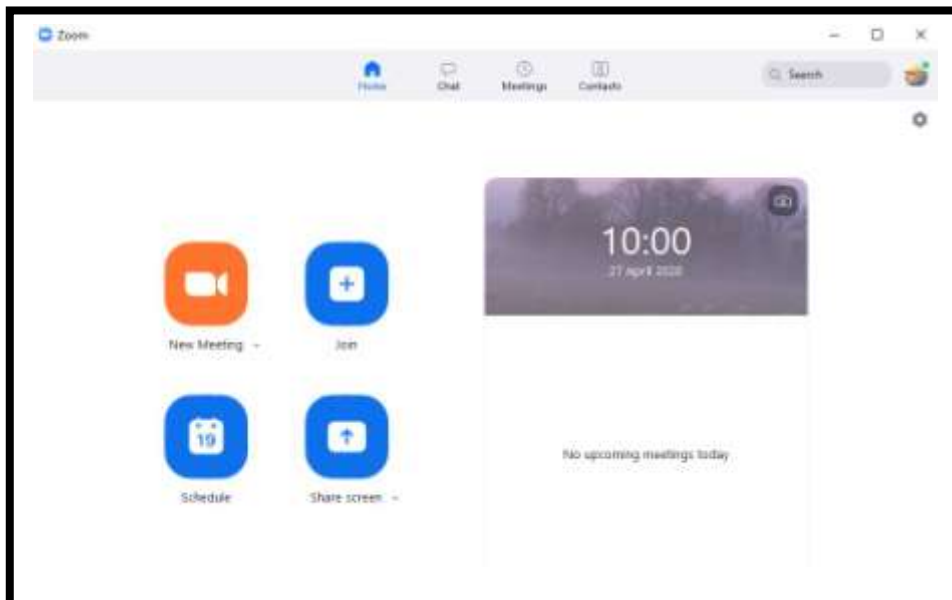 Zoom
Home Chat Meetings Contacts Search
10:00
27 April 2020
New Meeting Join
19
Schedule Share screen
No upcoming meetings today